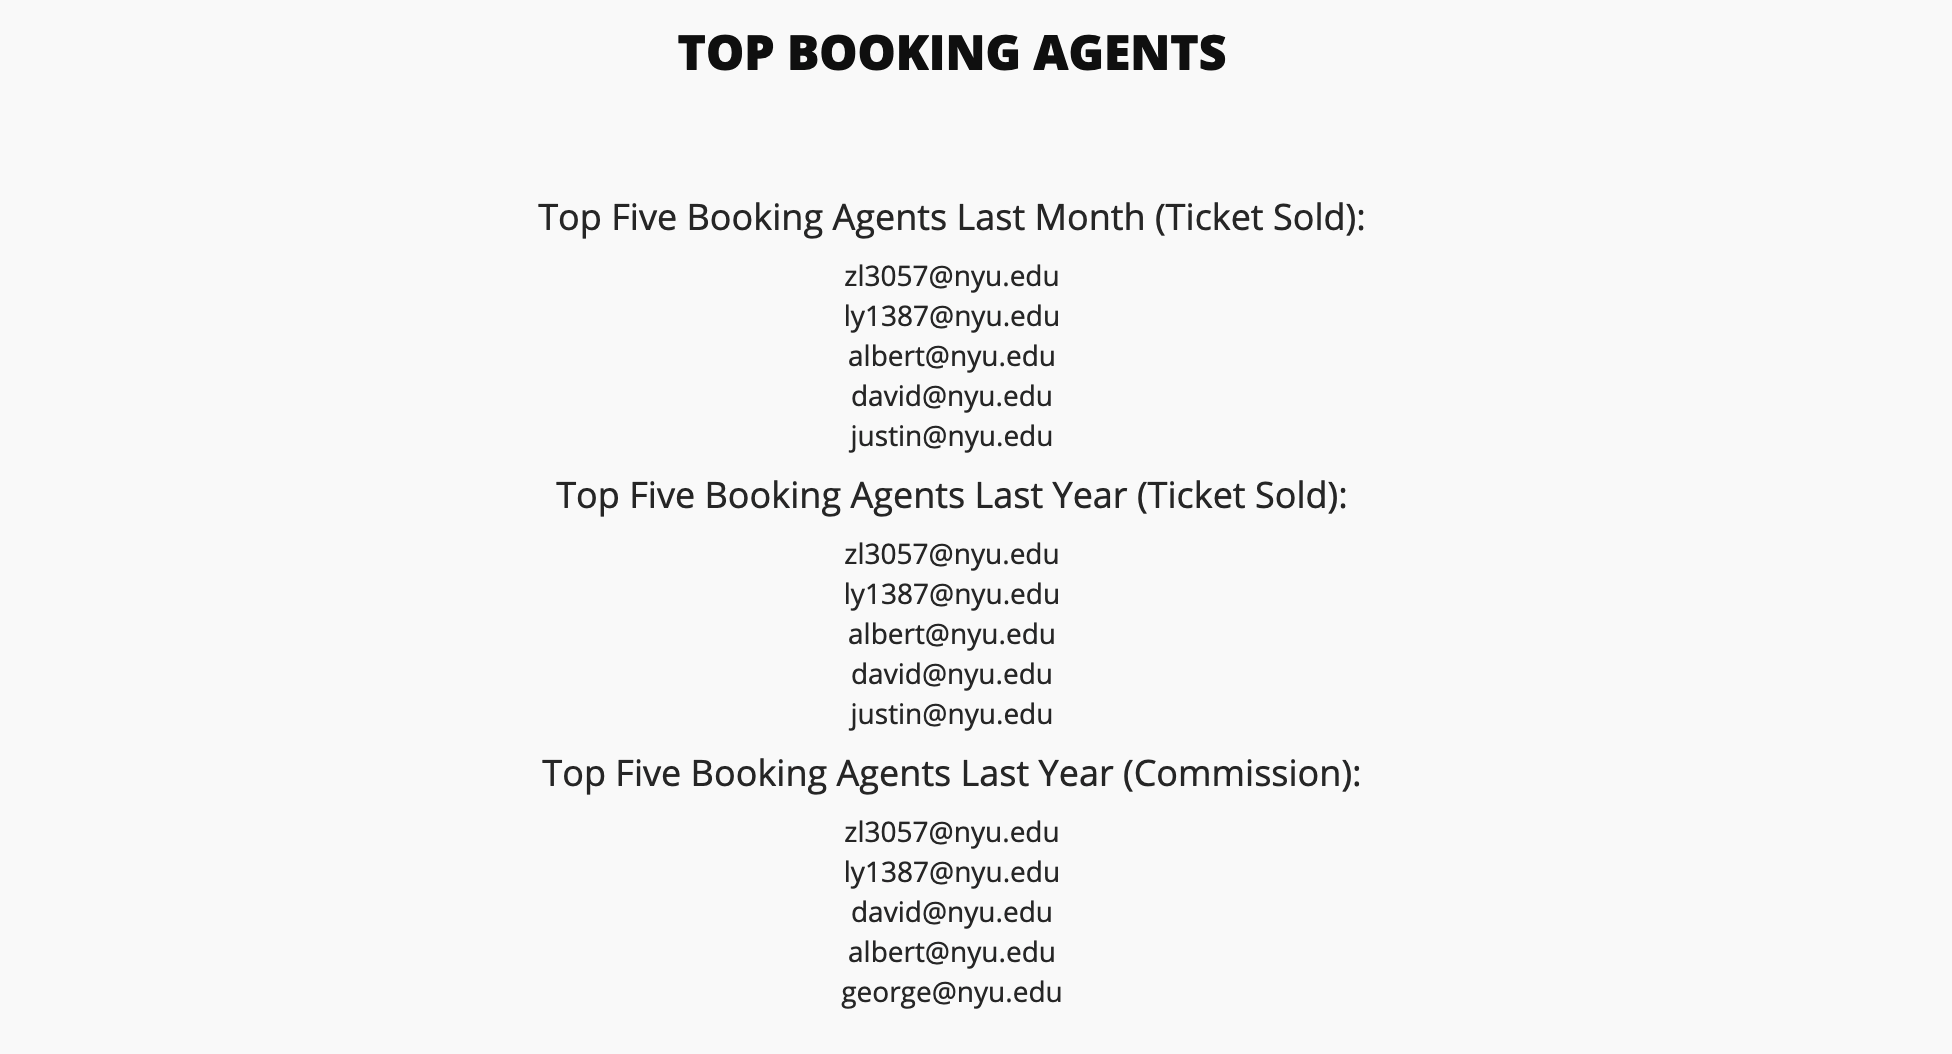 TOP BOOKING AGENTS
Top Five Booking Agents Last Month (Ticket Sold):
zl3057@nyu.edu
ly1387@nyu.edu
albert@nyu.edu
david@nyu.edu
justin@nyu.edu
Top Five Booking Agents Last Year (Ticket Sold):
zl3057@nyu.edu
ly1387@nyu.edu
albert@nyu.edu
david@nyu.edu
justin@nyu.edu
Top Five Booking Agents Last Year (Commission):
zl3057@nyu.edu
ly1387@nyu.edu
david@nyu.edu
albert@nyu.edu
george@nyu.edu